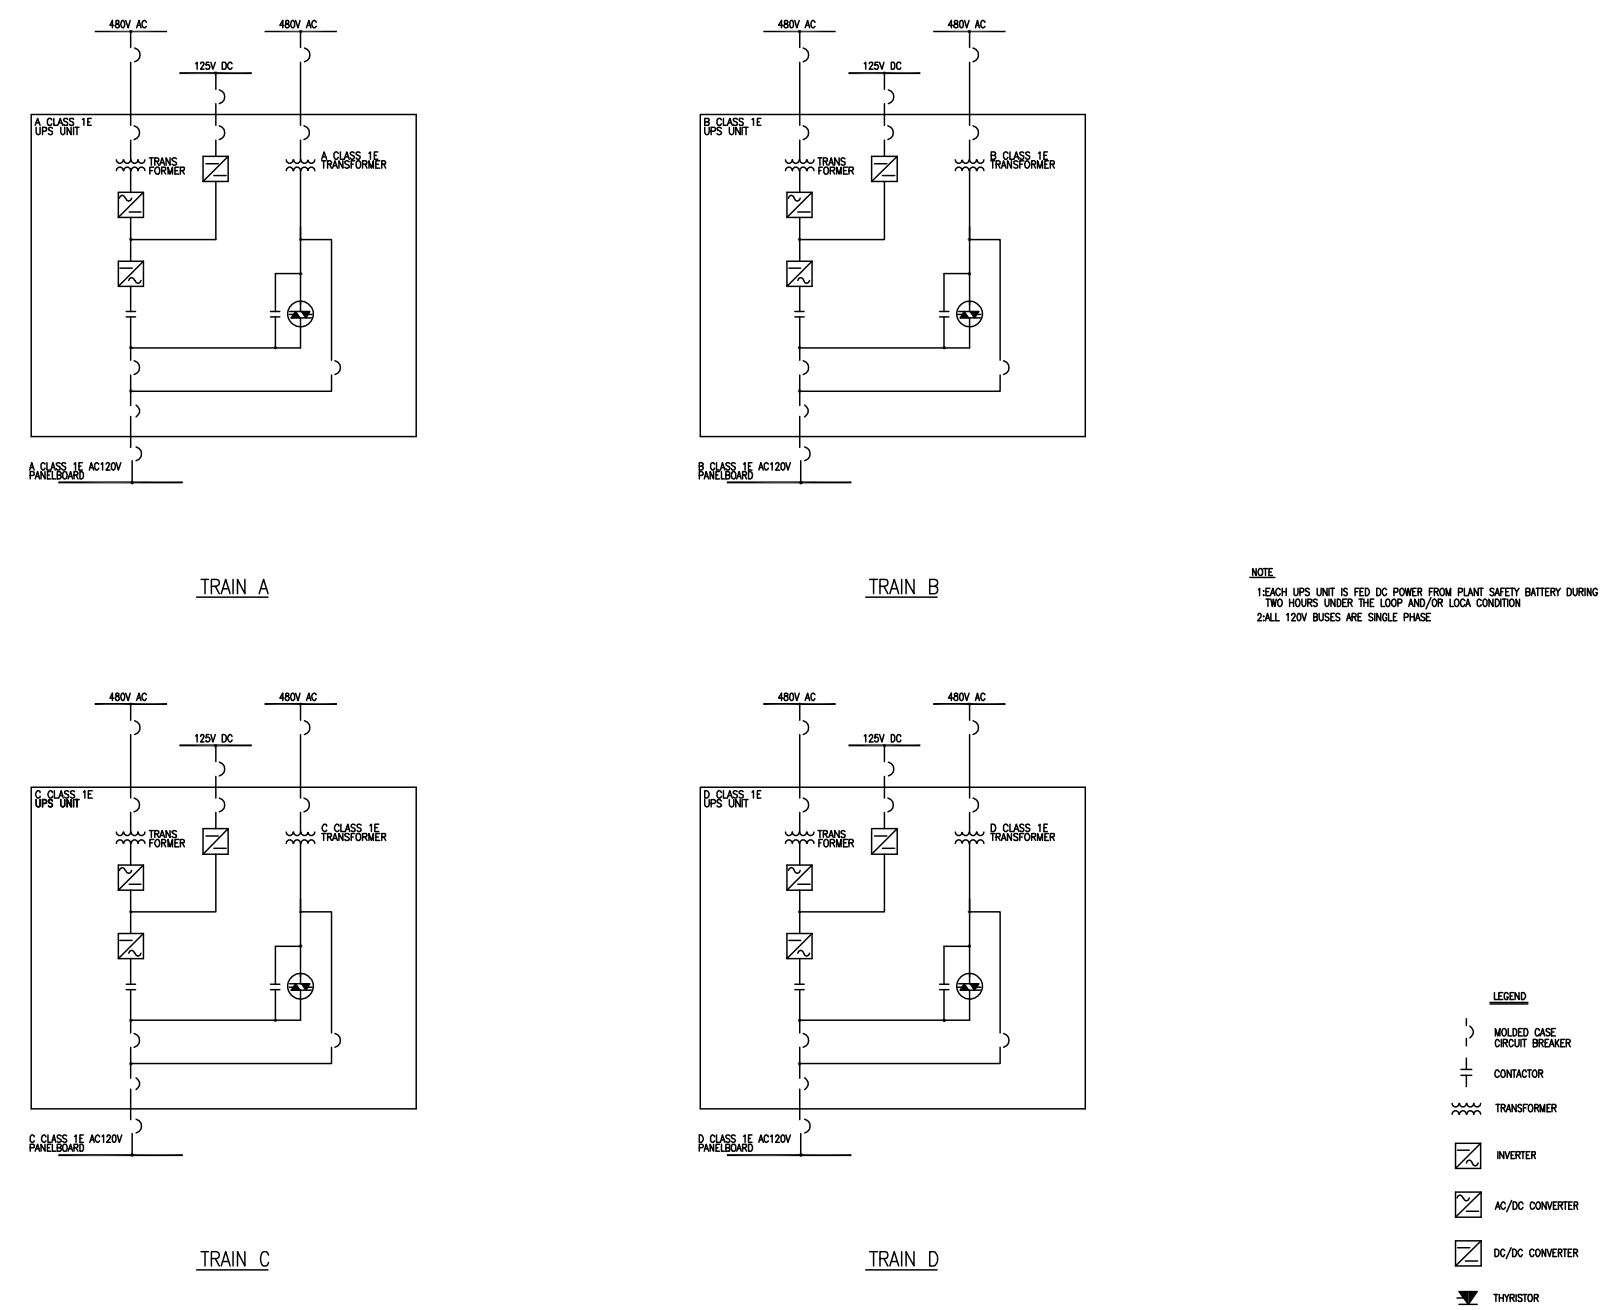 480V AC
480V AC
125V DC
A CLASS 1E
UPS UNIT
TRANS
FORMER
A CLASS 1E
TRANSFORMER
A CLASS 1E AC120V
PANELBOARD
TRAIN A
480V AC
480V AC
125V DC
B CLASS 1E
UPS UNIT
TRANS
FORMER
B CLASS 1E
TRANSFORMER
B CLASS 1E AC120V
PANELBOARD
TRAIN B
NOTE
1:EACH UPS UNIT IS FED DC POWER FROM PLANT SAFETY BATTERY DURING
TWO HOURS UNDER THE LOOP AND/OR LOCA CONDITION
2:ALL 120V BUSES ARE SINGLE PHASE
480V AC
480V AC
125V DC
C CLASS 1E
UPS UNIT
TRANS
FORMER
C CLASS 1E
TRANSFORMER
C CLASS 1E AC120V
PANELBOARD
TRAIN C
480V AC
480V AC
125V DC
D CLASS 1E
UPS UNIT
TRANS
FORMER
D CLASS 1E
TRANSFORMER
D CLASS 1E AC120V
PANELBOARD
TRAIN D
LEGEND
MOLDED CASE
CIRCUIT BREAKER
CONTACTOR
TRANSFORMER
INVERTER
AC/DC CONVERTER
DC/DC CONVERTER
THYRISTOR